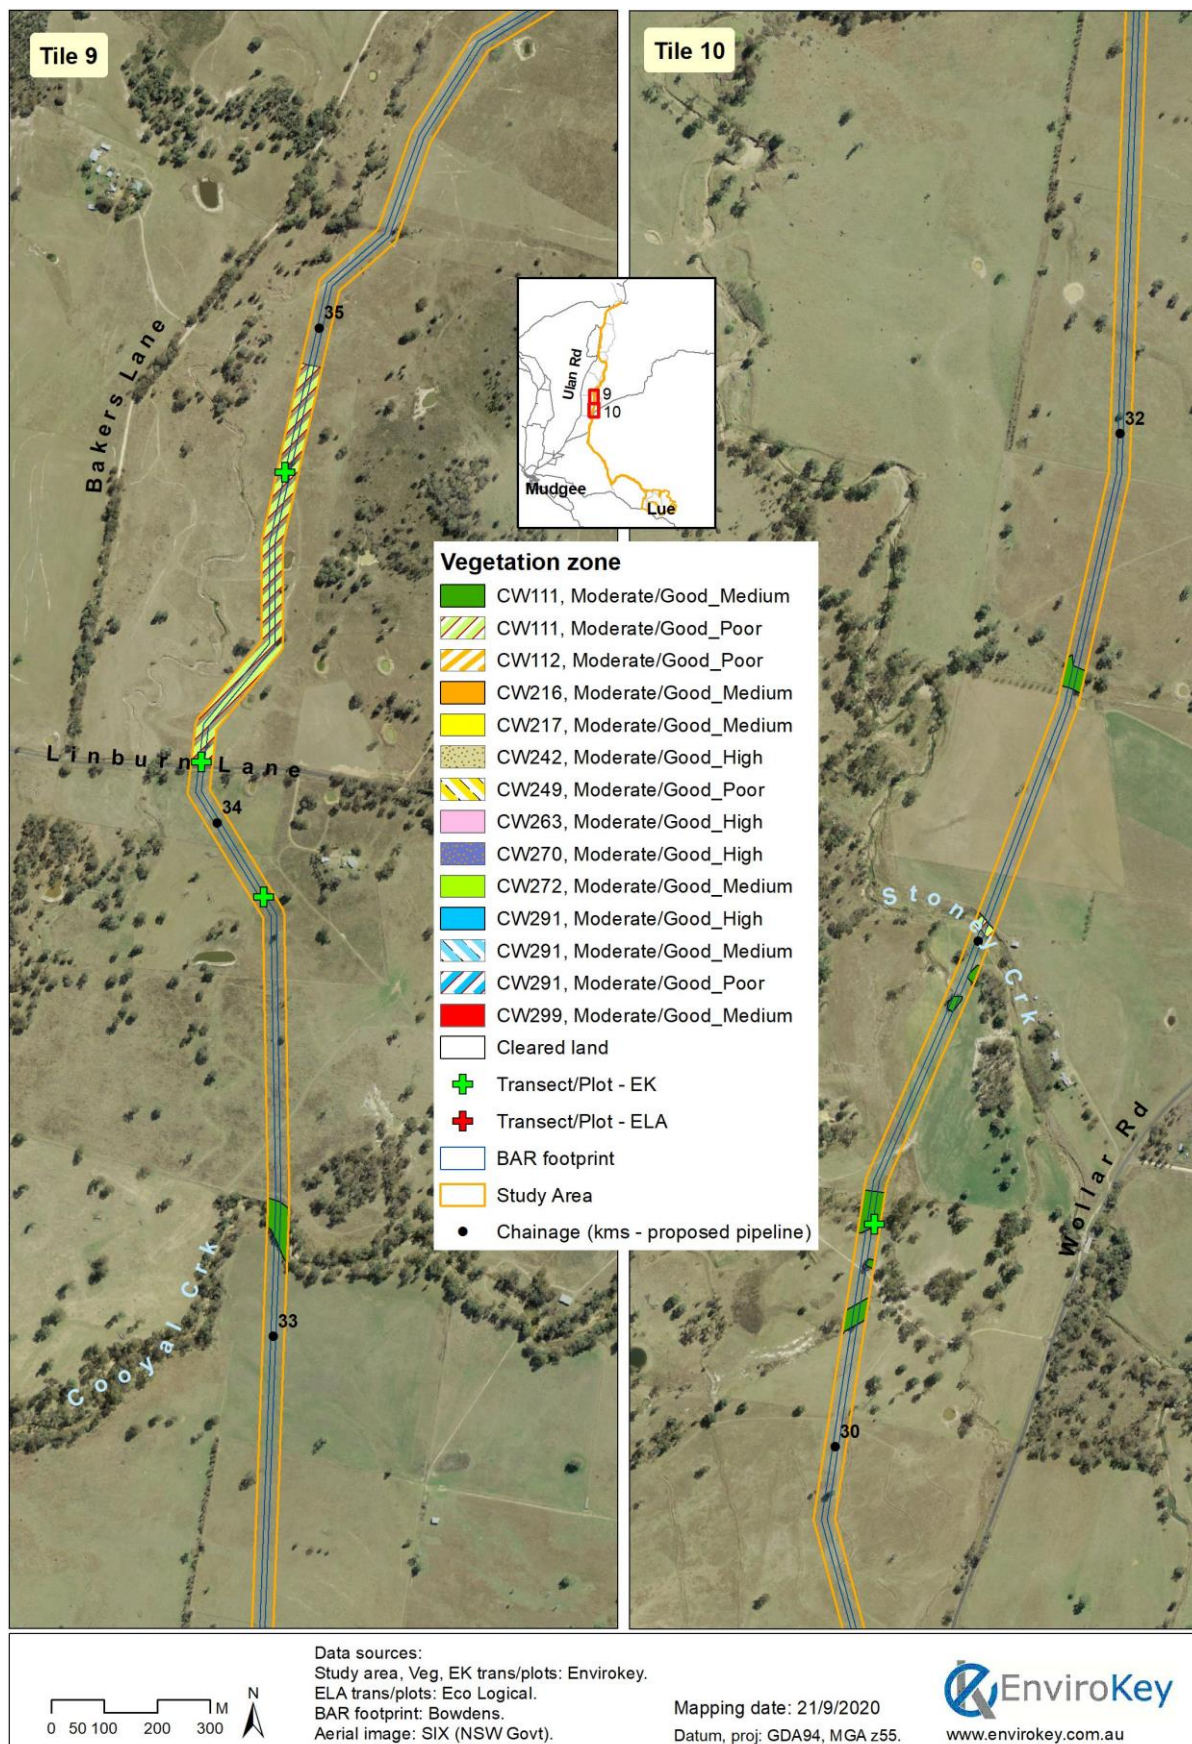 Tile 9
Tile 10
35
Bakers Lane
Ulan Rd
9
10
Mudgee
Lue
32
Linburn Lane
34
Stoney Crk
Vegetation zone
CW111, Moderate/Good_Medium
CW111, Moderate/Good_Poor
CW112, Moderate/Good_Poor
CW216, Moderate/Good_Medium
CW217, Moderate/Good_Medium
CW242, Moderate/Good_High
CW249, Moderate/Good_Poor
CW263, Moderate/Good_High
CW270, Moderate/Good_High
CW272, Moderate/Good_Medium
CW291, Moderate/Good_High
CW291, Moderate/Good_Medium
CW291, Moderate/Good_Poor
CW299, Moderate/Good_Medium
Cleared land
Transect/Plot - EK
Transect/Plot - ELA
BAR footprint
Study Area
Chainage (kms - proposed pipeline)
Wollar Rd
Cooyal Crk
33
30
0 50 100 200 300
M
N
Data sources:
Study area, Veg, EK trans/plots: Envirokey.
ELA trans/plots: Eco Logical.
BAR footprint: Bowdens.
Aerial image: SIX (NSW Govt).
Mapping date: 21/9/2020
Datum, proj: GDA94, MGA z55.
EnviroKey
www.envirokey.com.au